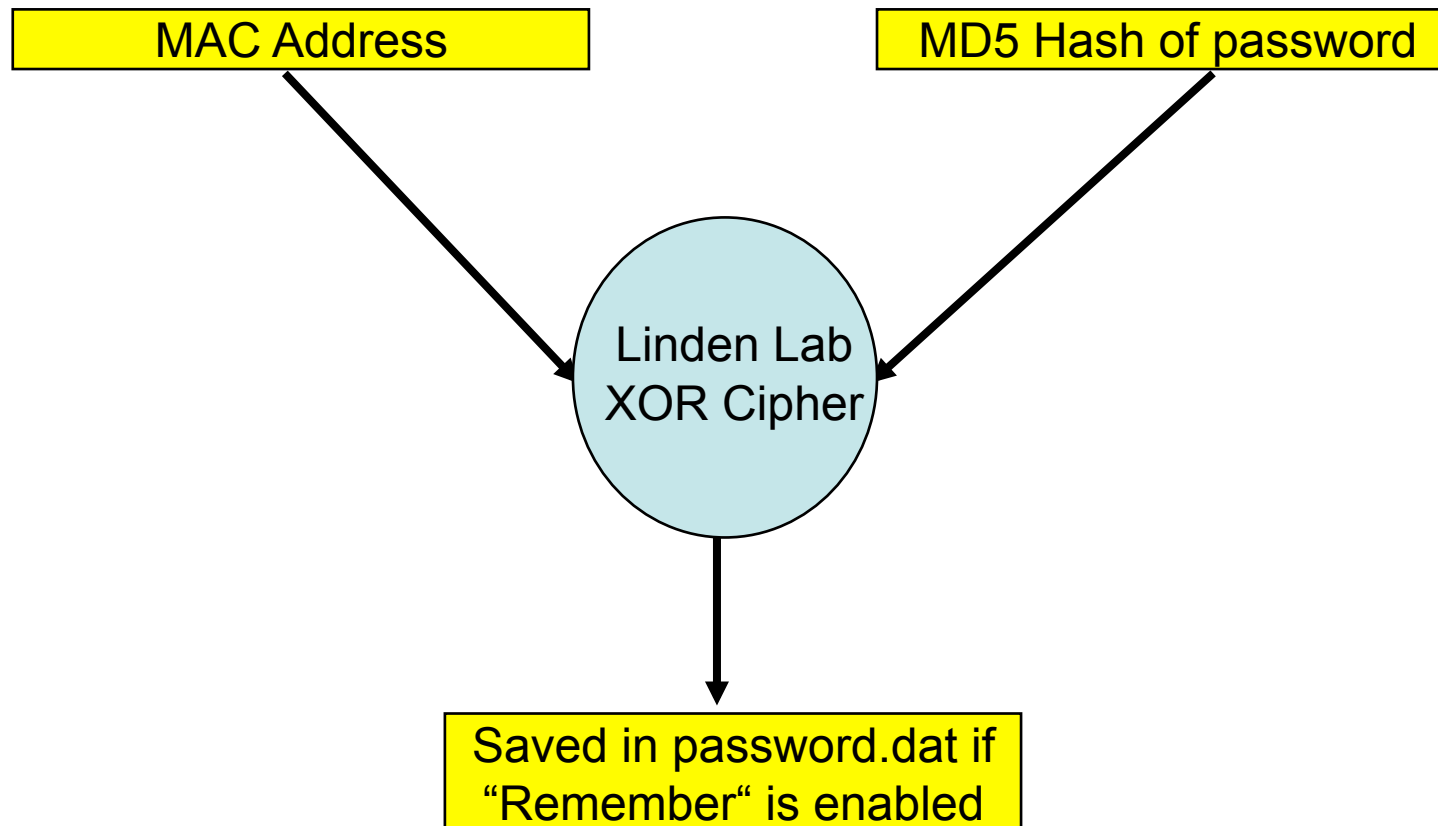 MAC Address
MD5 Hash of password
Linden Lab
XOR Cipher
Saved in password.dat if
“Remember“ is enabled